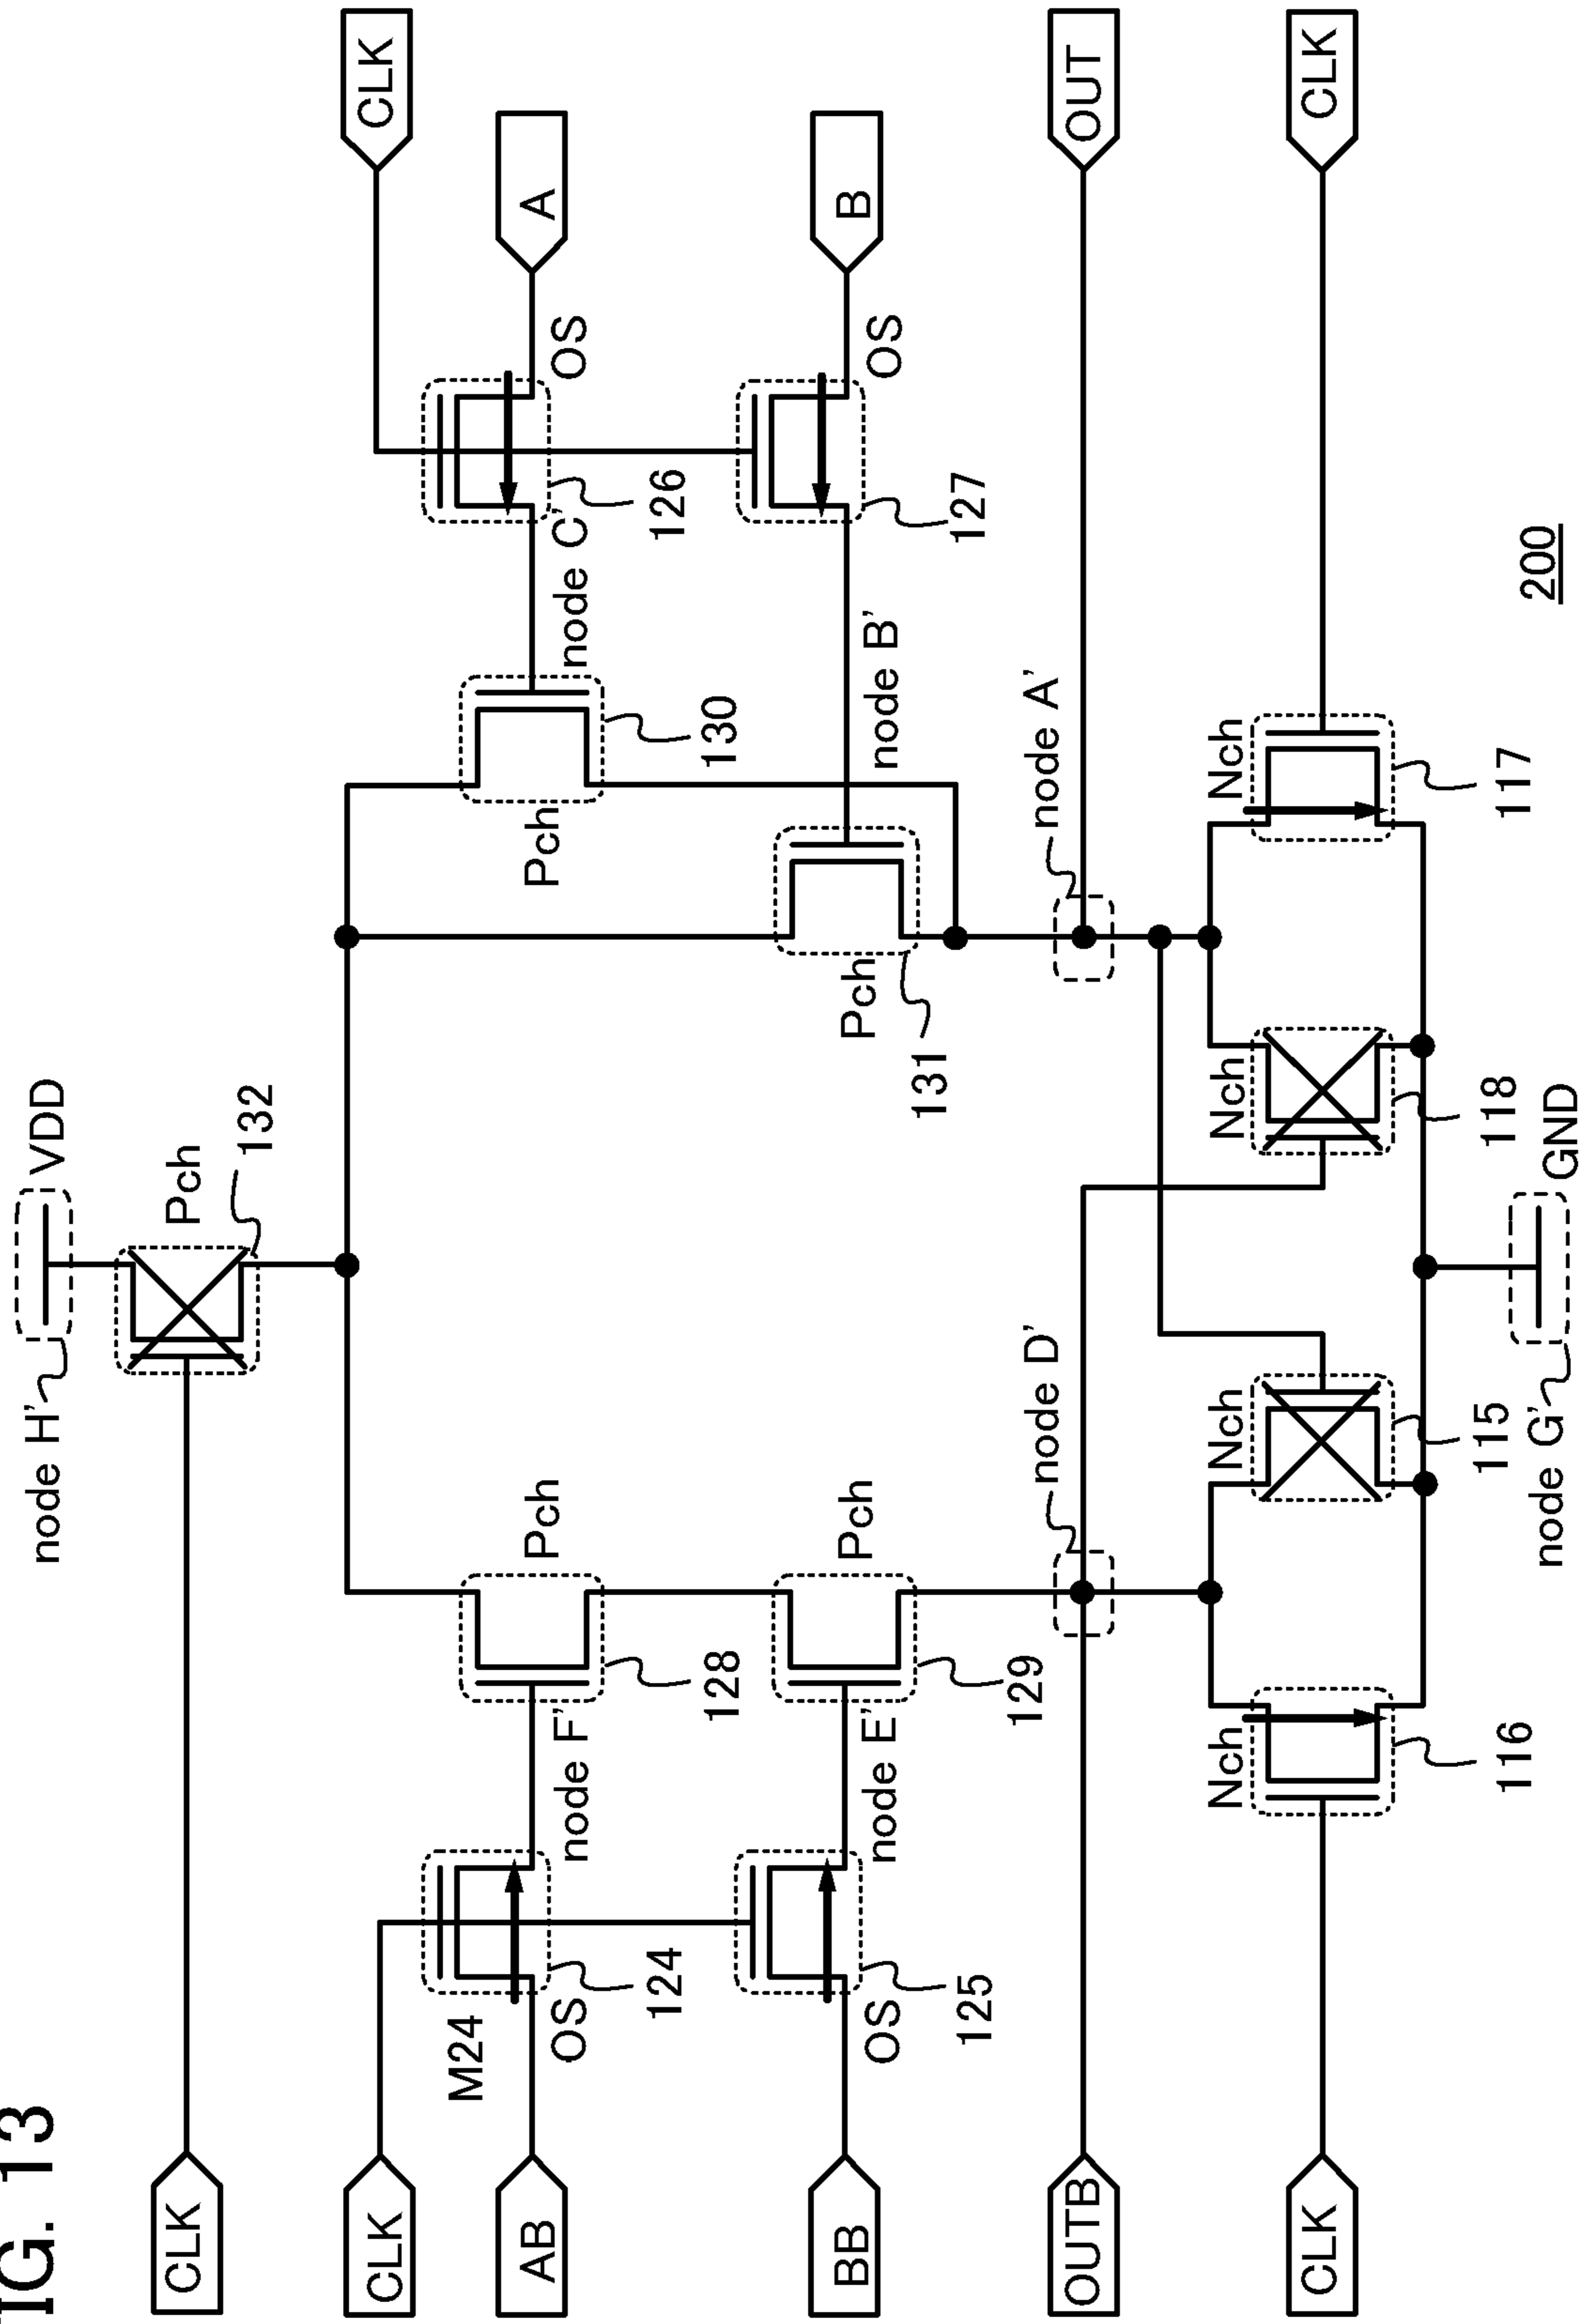 FIG. 13
node H'
VDD
Pch
132
CLK
CLK
CLK
M24
AB
OS
124
node F'
128
Pch
Pch
130
node C'
126
OS
A
BB
OS
125
node E'
129
Pch
Pch
131
node B'
127
OS
B
OUTB
node D'
node A'
OUT
CLK
Nch
116
Nch
115
Nch
118
Nch
117
CLK
node G'
GND
200